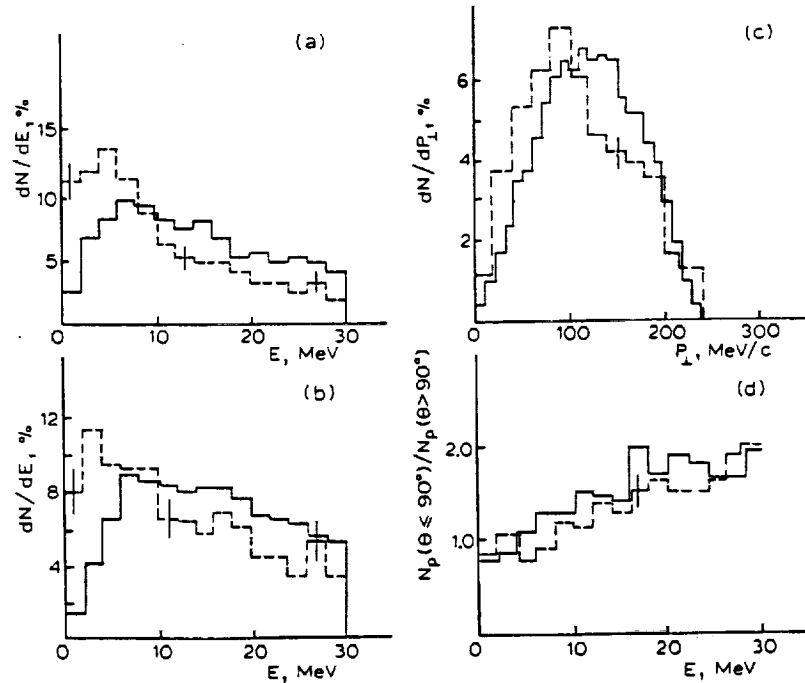 (a)
dN/dE, %
15
10
5
0 10 20 30
E, MeV
(c)
dN/dP⊥, %
6
4
2
0 100 200 300
P⊥, MeV/c
(b)
dN/dE, %
12
8
4
0 10 20 30
E, MeV
(d)
Np(θ ⩽ 90°)/Np(θ > 90°)
2.0
1.0
0 10 20 30
E, MeV